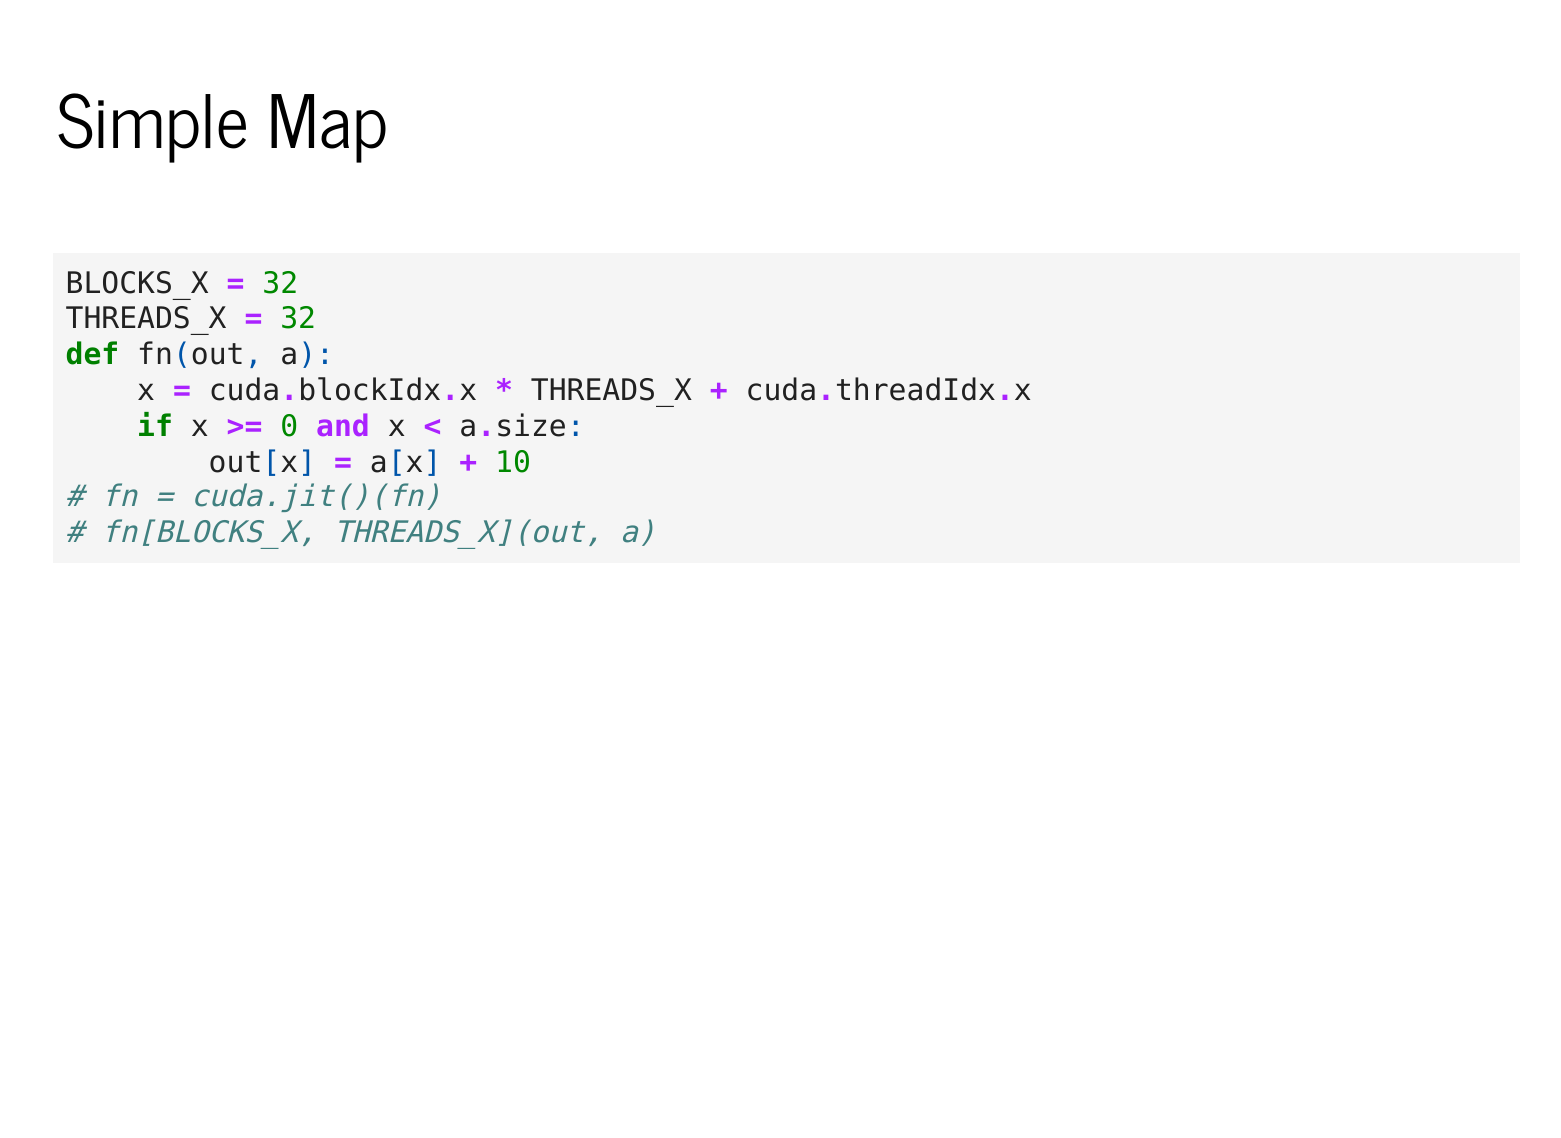 Simple Map
BLOCKS_X = 32
THREADS_X = 32
def fn(out, a):
    x = cuda.blockIdx.x * THREADS_X + cuda.threadIdx.x
    if x >= 0 and x < a.size:
        out[x] = a[x] + 10
# fn = cuda.jit()(fn)
# fn[BLOCKS_X, THREADS_X](out, a)